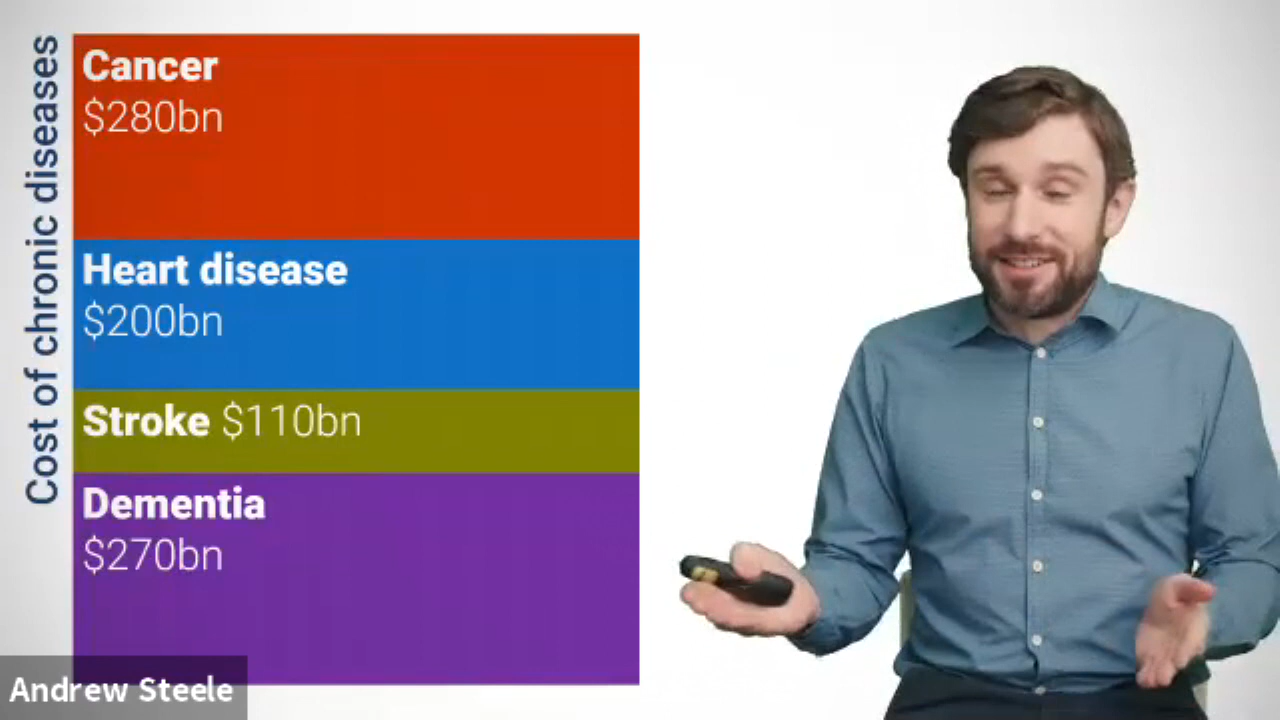 Cost of chronic diseases
Cancer
$280bn
Heart disease
$200bn
Stroke $110bn
Dementia
$270bn
Andrew Steele